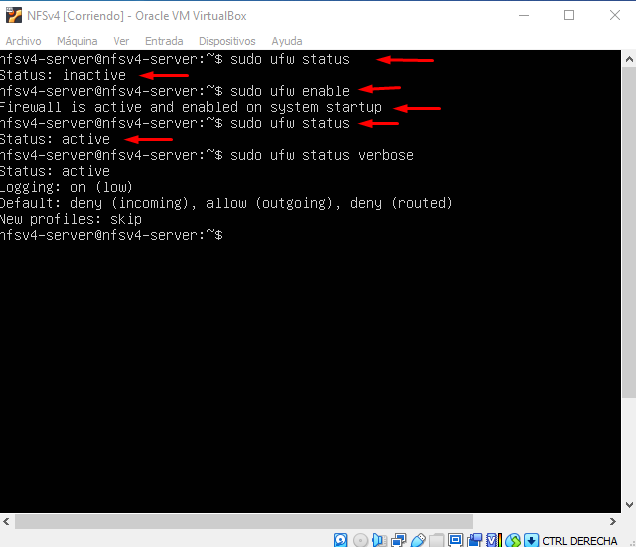 NFSv4 [Corriendo] - Oracle VM VirtualBox
Archivo Máquina Ver Entrada Dispositivos Ayuda
nfsv4-server@nfsv4-server:~$ sudo ufw status
Status: inactive
nfsv4-server@nfsv4-server:~$ sudo ufw enable
Firewall is active and enabled on system startup
nfsv4-server@nfsv4-server:~$ sudo ufw status
Status: active
nfsv4-server@nfsv4-server:~$ sudo ufw status verbose
Status: active
Logging: on (low)
Default: deny (incoming), allow (outgoing), deny (routed)
New profiles: skip
nfsv4-server@nfsv4-server:~$
CTRL DERECHA